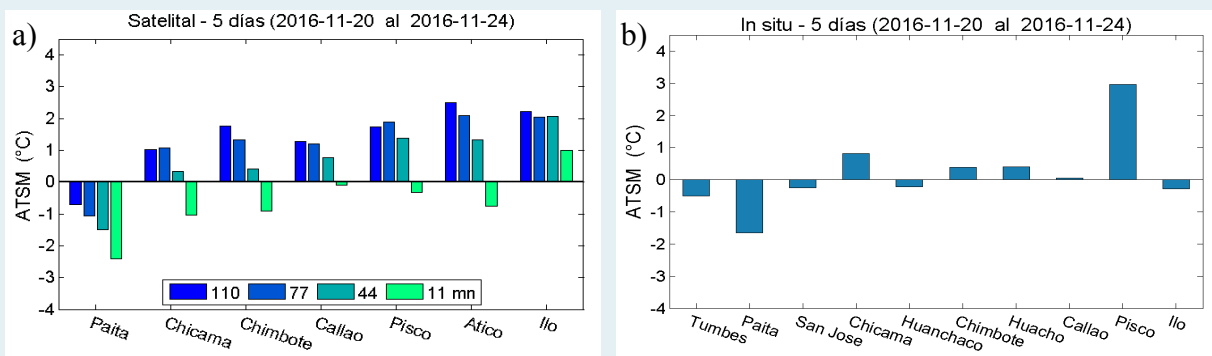 a)
Satelital - 5 días (2016-11-20 al 2016-11-24)
ATSM (°C)
4
3
2
1
0
-1
-2
-3
-4
110 77 44 11 mn
Paita Chicama Chimbote Callao Pisco Atico Ilo
b)
In situ - 5 días (2016-11-20 al 2016-11-24)
ATSM (°C)
4
3
2
1
0
-1
-2
-3
-4
Tumbes Paita San Jose Chicama Huanchaco Chimbote Huacho Callao Pisco Ilo